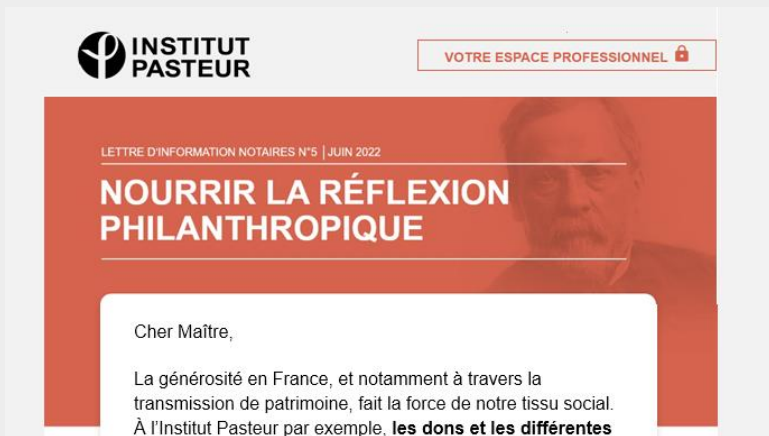 INSTITUT
PASTEUR
VOTRE ESPACE PROFESSIONNEL
LETTRE D'INFORMATION NOTAIRES N°5 | JUIN 2022
NOURRIR LA RÉFLEXION
PHILANTHROPIQUE
Cher Maître,
La générosité en France, et notamment à travers la
transmission de patrimoine, fait la force de notre tissu social.
À l'Institut Pasteur par exemple, les dons et les différentes